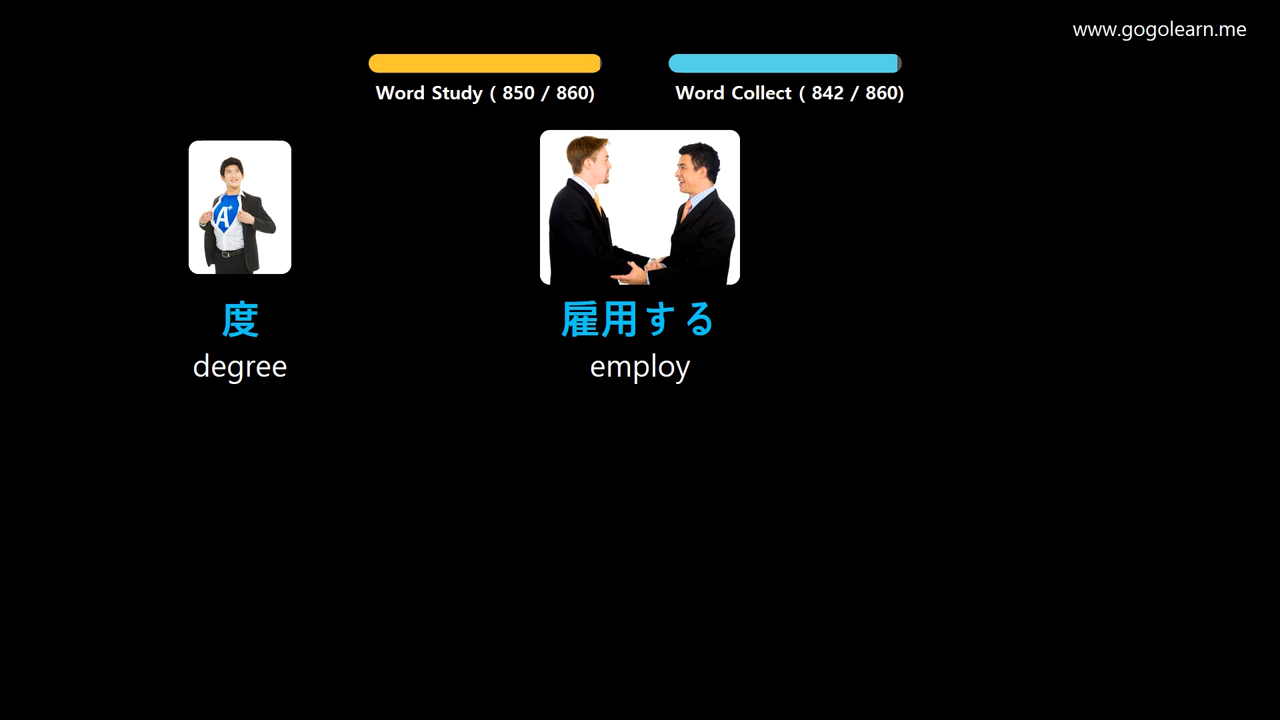 www.gogolearn.me
Word Study ( 850 / 860)
Word Collect ( 842 / 860)
A+
度
degree
雇用する
employ